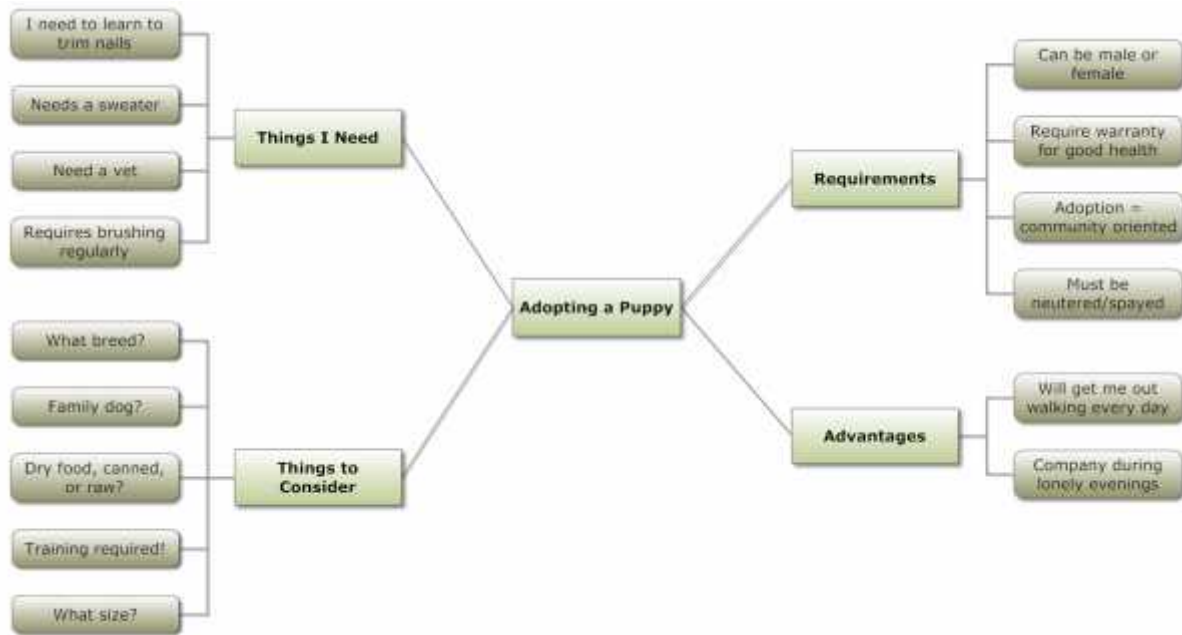 I need to learn to
trim nails
Needs a sweater
Need a vet
Requires brushing
regularly
Things I Need
What breed?
Family dog?
Dry food, canned,
or raw?
Training required!
What size?
Things to
Consider
Adopting a Puppy
Requirements
Can be male or
female
Require warranty
for good health
Adoption =
community oriented
Must be
neutered/spayed
Advantages
Will get me out
walking every day
Company during
lonely evenings